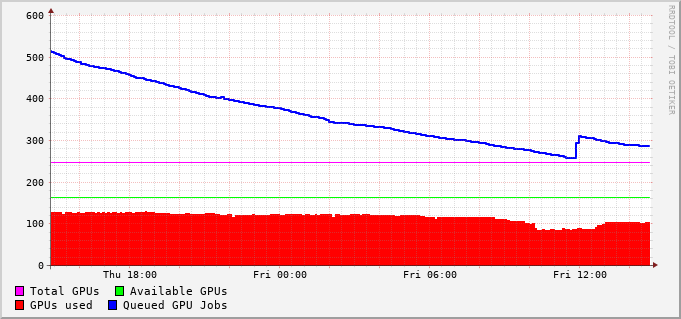 600
500
400
300
200
100
0
Thu 18:00 Fri 00:00 Fri 06:00 Fri 12:00
Total GPUs Available GPUs
GPUs used Queued GPU Jobs
RRDTOOL / TOBI OETIKER